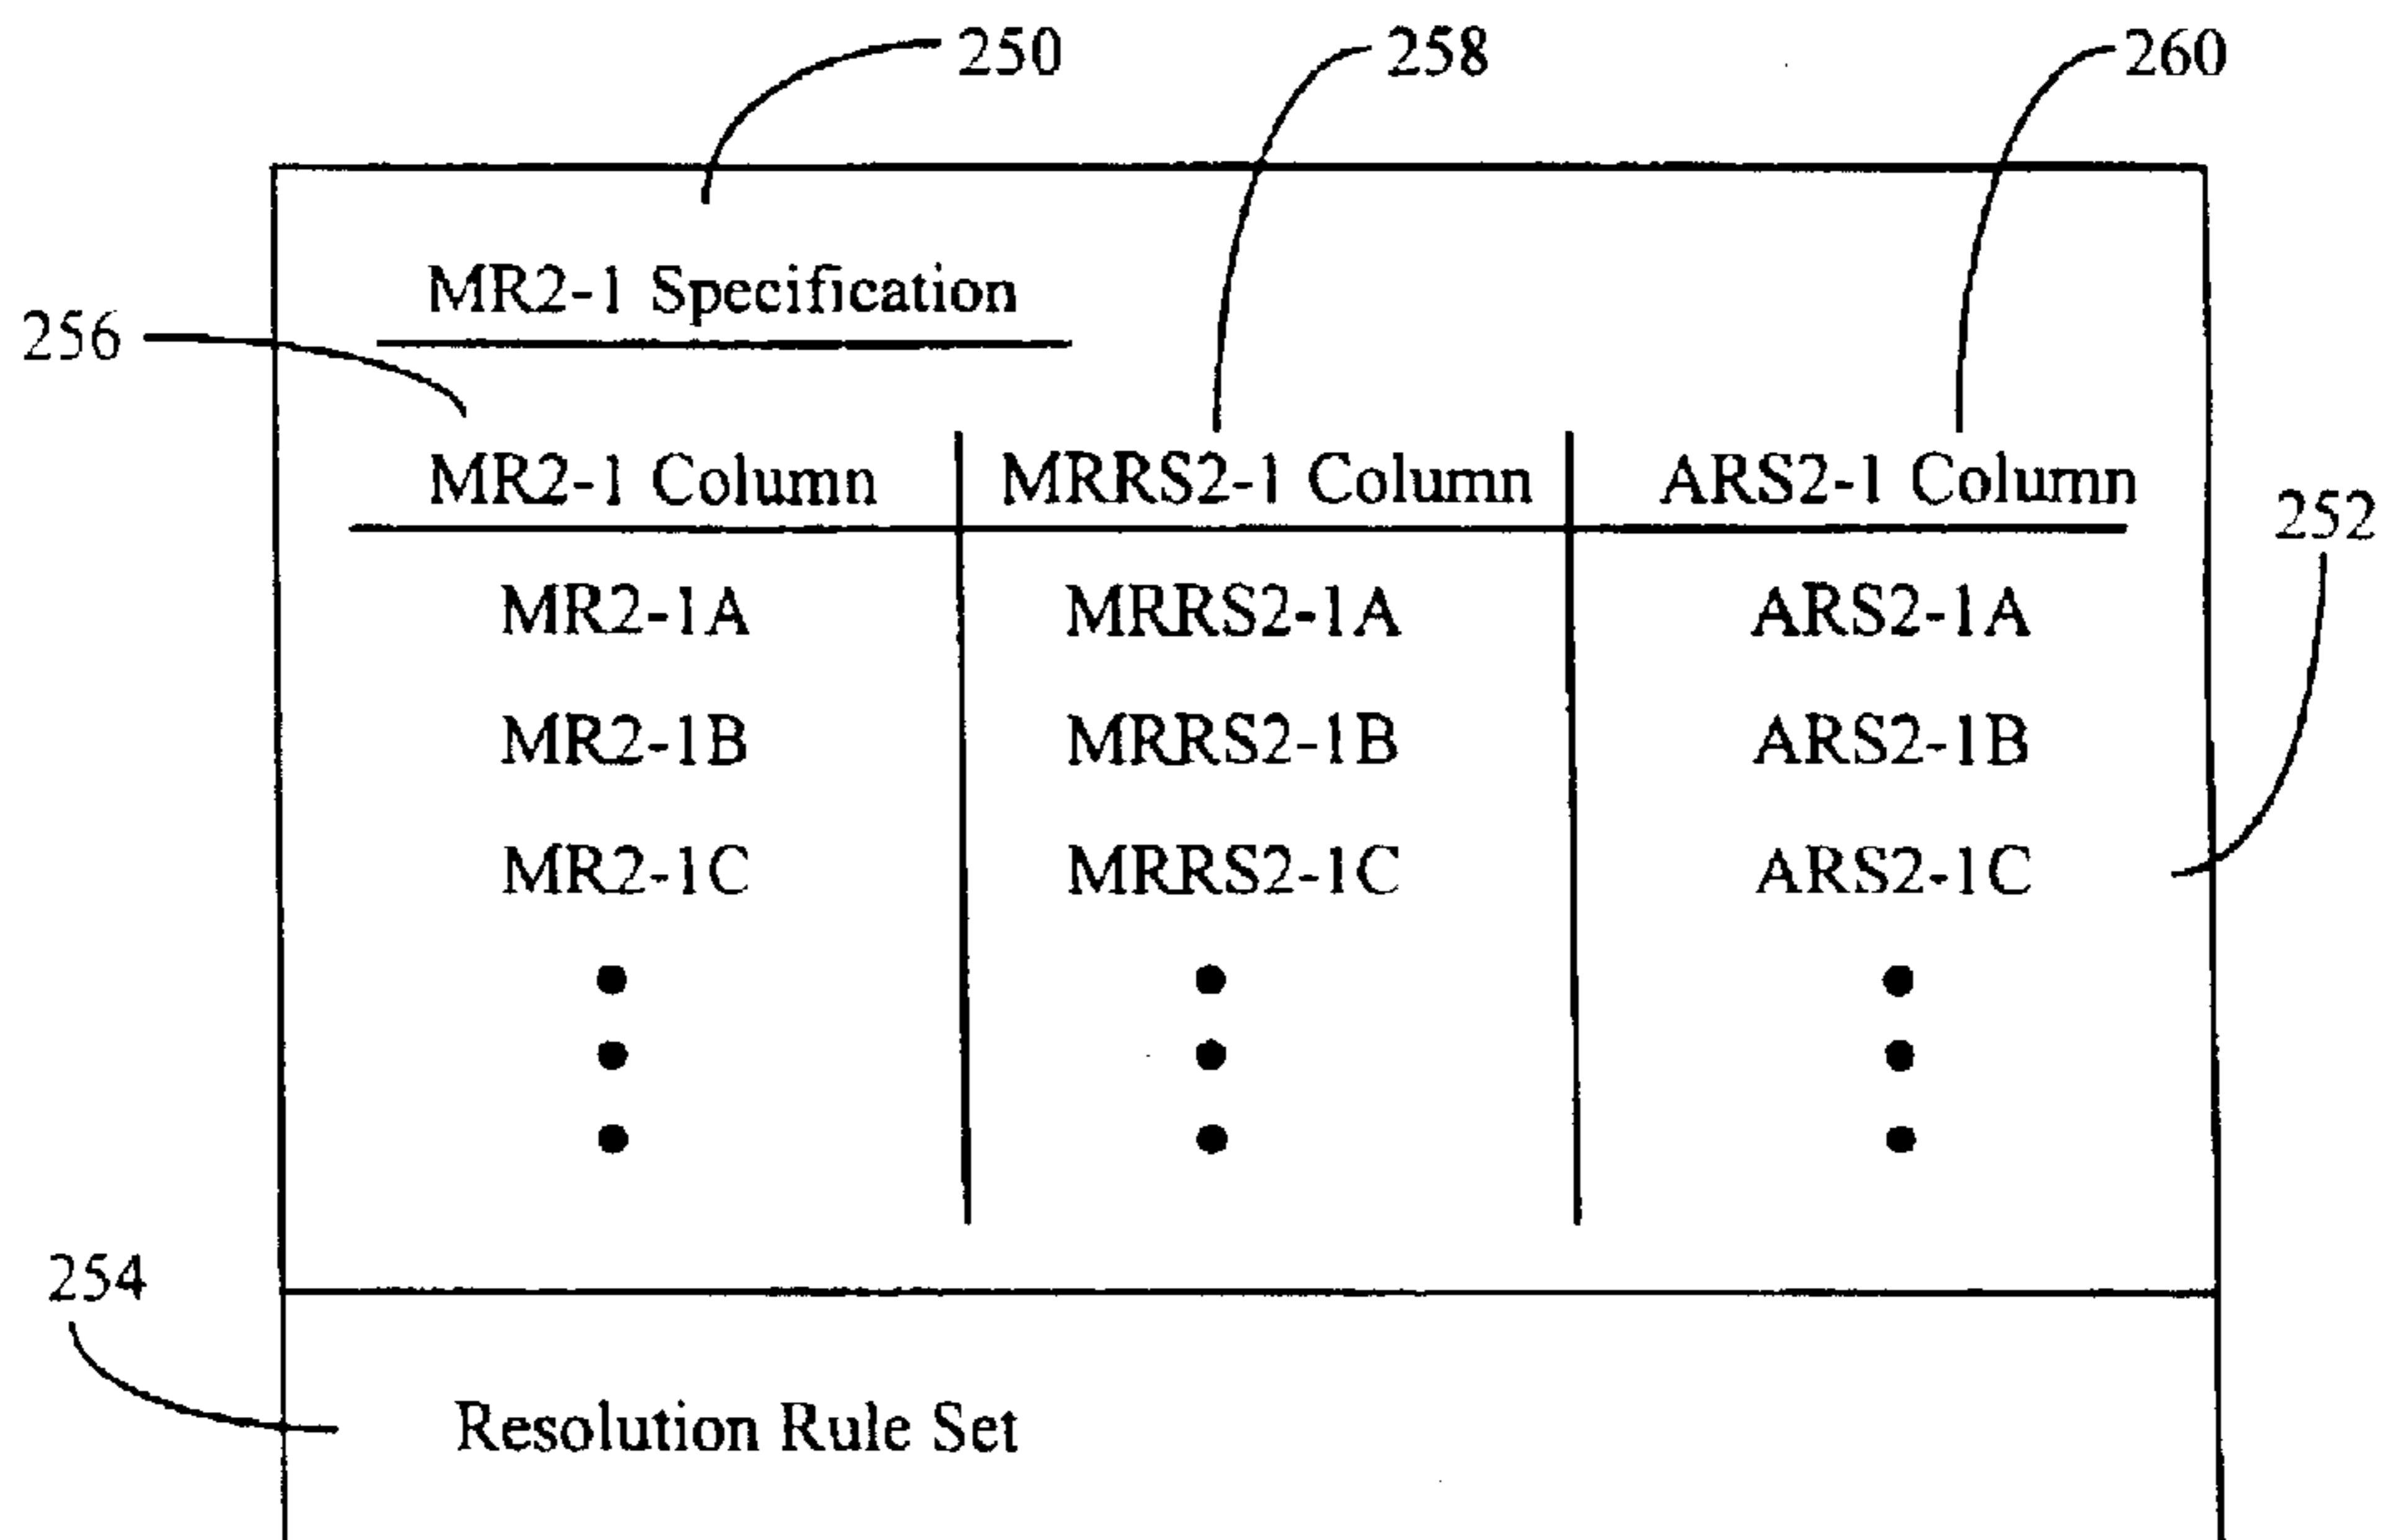 250 258 260
MR2-1 Specification
256
MR2-1 Column MRRS2-1 Column ARS2-1 Column
252
MR2-1A MRRS2-1A ARS2-1A
MR2-1B MRRS2-1B ARS2-1B
MR2-1C MRRS2-1C ARS2-1C
254
Resolution Rule Set